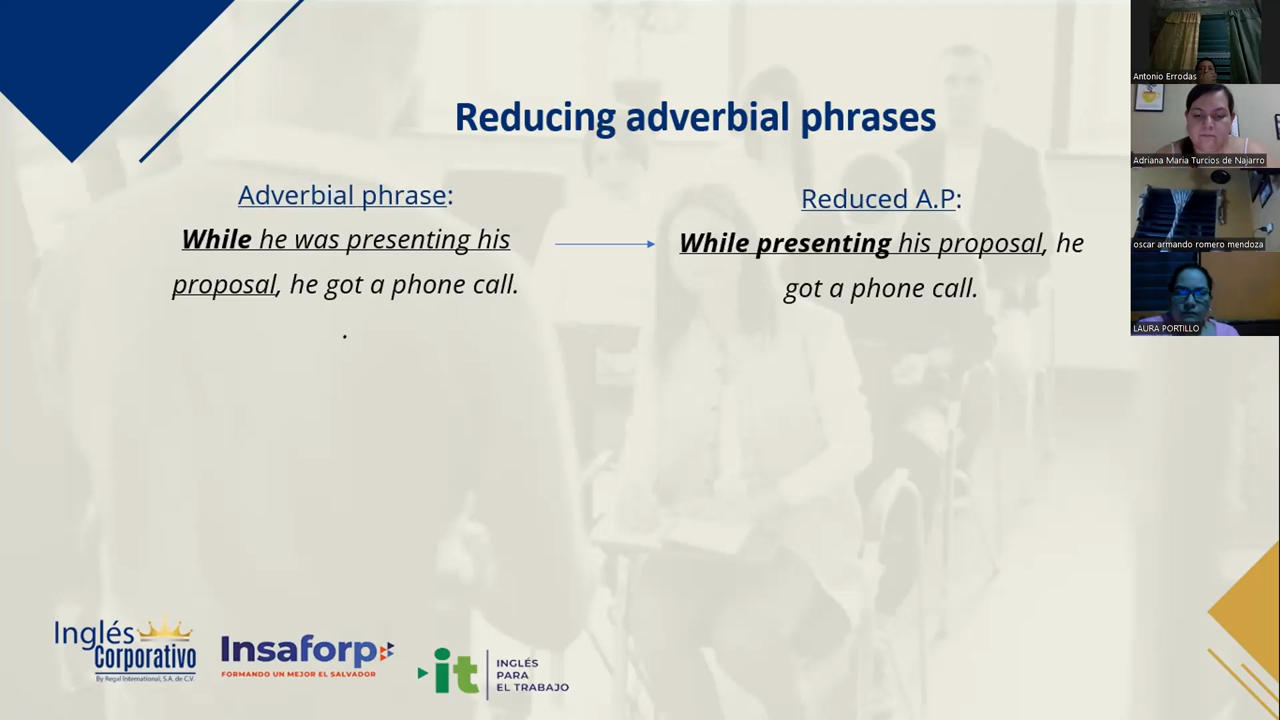 Reducing adverbial phrases
Adverbial phrase:
While he was presenting his
proposal, he got a phone call.
.
Reduced A.P:
While presenting his proposal, he
got a phone call.
Antonio Errodas
Adriana Maria Turcios de Najarro
oscar armando romero mendoza
LAURA PORTILLO
Inglés
Corporativo
By Regal International, S.A. de C.V.
Insaforp
FORMANDO UN MEJOR EL SALVADOR
it
INGLÉS
PARA
EL TRABAJO